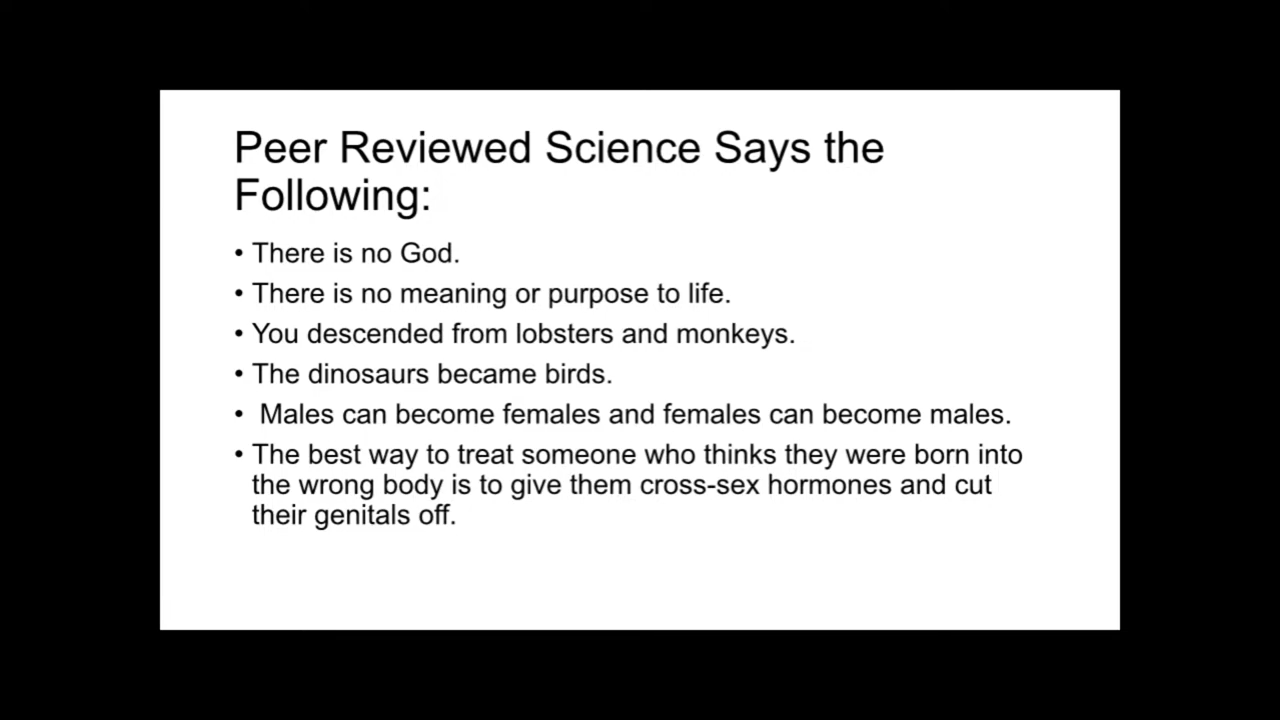 Peer Reviewed Science Says the
Following:
• There is no God.
• There is no meaning or purpose to life.
• You descended from lobsters and monkeys.
• The dinosaurs became birds.
• Males can become females and females can become males.
• The best way to treat someone who thinks they were born into
the wrong body is to give them cross-sex hormones and cut
their genitals off.